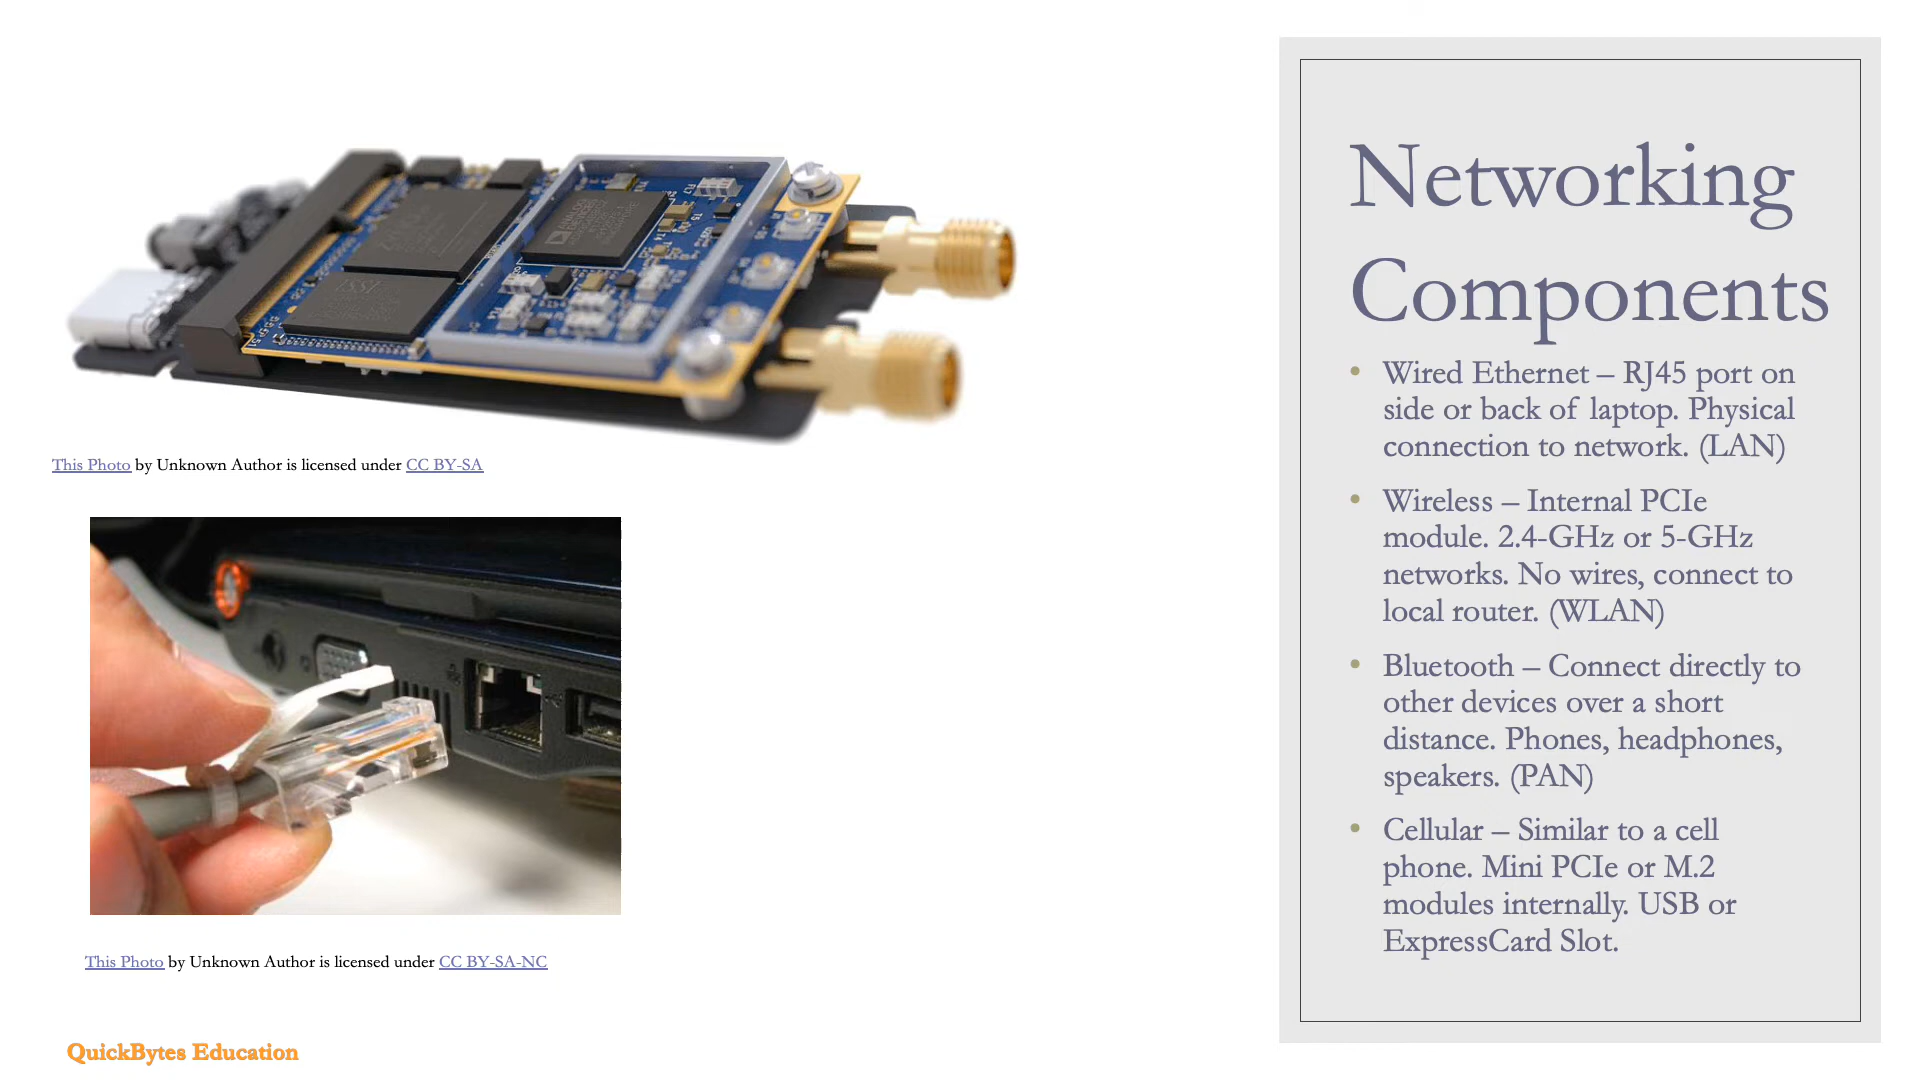 Networking
Components
• Wired Ethernet – RJ45 port on
side or back of laptop. Physical
connection to network. (LAN)
• Wireless – Internal PCIe
module. 2.4-GHz or 5-GHz
networks. No wires, connect to
local router. (WLAN)
• Bluetooth – Connect directly to
other devices over a short
distance. Phones, headphones,
speakers. (PAN)
• Cellular – Similar to a cell
phone. Mini PCIe or M.2
modules internally. USB or
ExpressCard Slot.
This Photo by Unknown Author is licensed under CC BY-SA
This Photo by Unknown Author is licensed under CC BY-SA-NC
QuickBytes Education